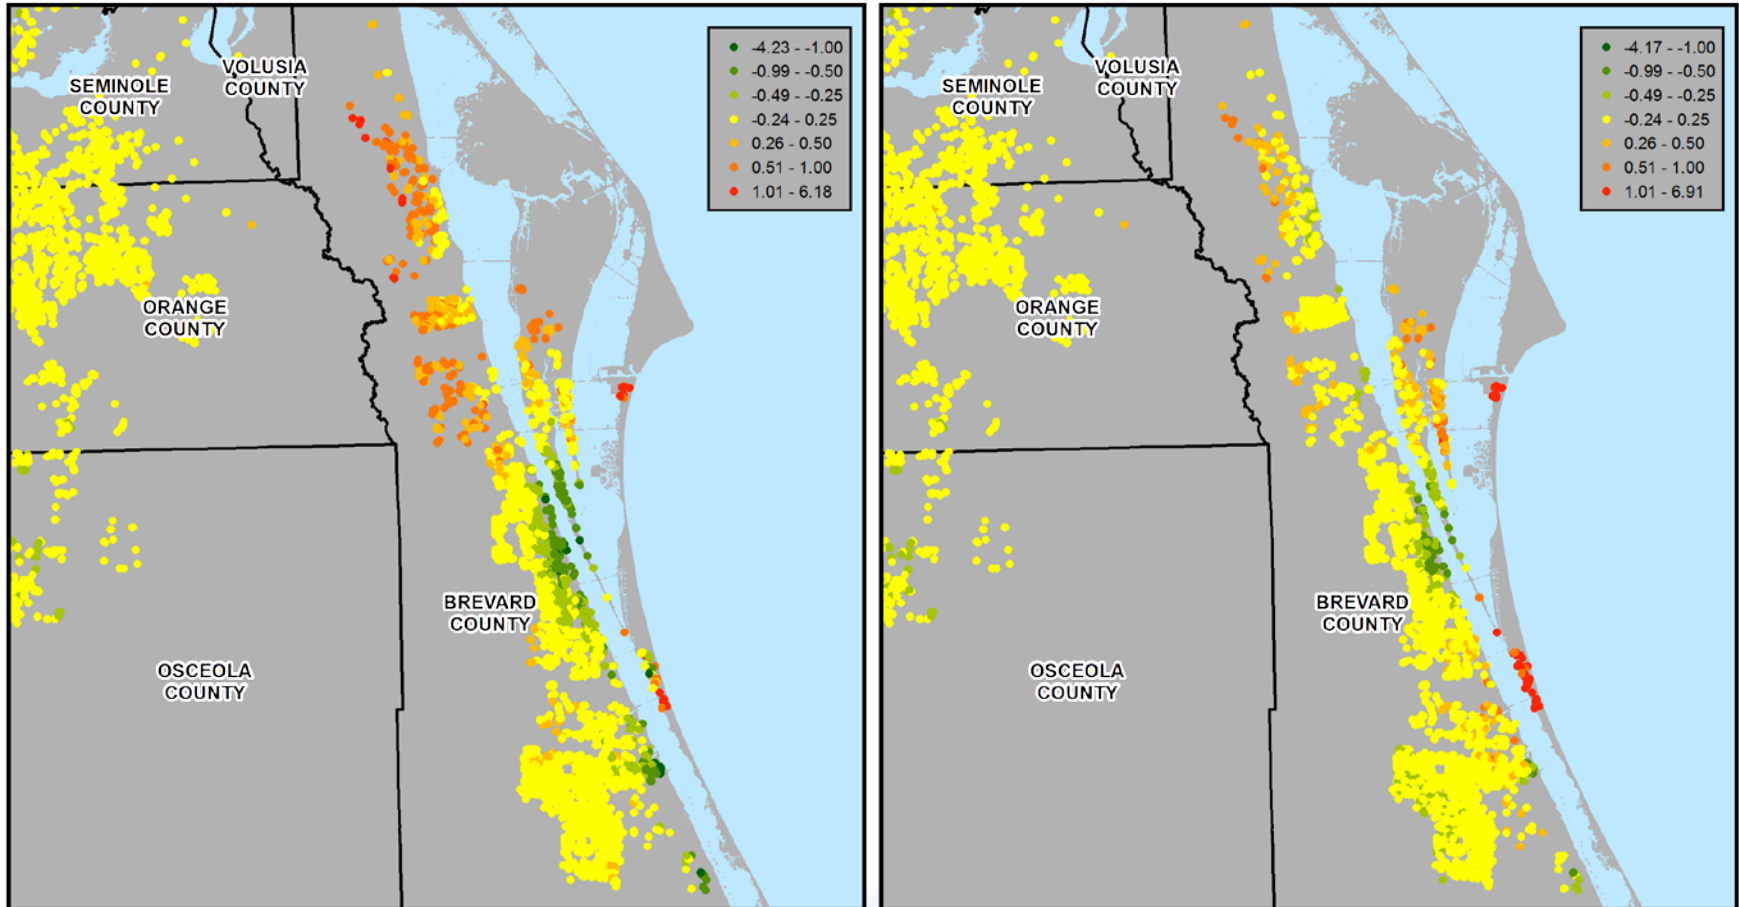 -4.23 - -1.00
-0.99 - -0.50
-0.49 - -0.25
-0.24 - 0.25
0.26 - 0.50
0.51 - 1.00
1.01 - 6.18
VOLUSIA
COUNTY
SEMINOLE
COUNTY
ORANGE
COUNTY
BREVARD
COUNTY
OSCEOLA
COUNTY
-4.17 - -1.00
-0.99 - -0.50
-0.49 - -0.25
-0.24 - 0.25
0.26 - 0.50
0.51 - 1.00
1.01 - 6.91
VOLUSIA
COUNTY
SEMINOLE
COUNTY
ORANGE
COUNTY
BREVARD
COUNTY
OSCEOLA
COUNTY